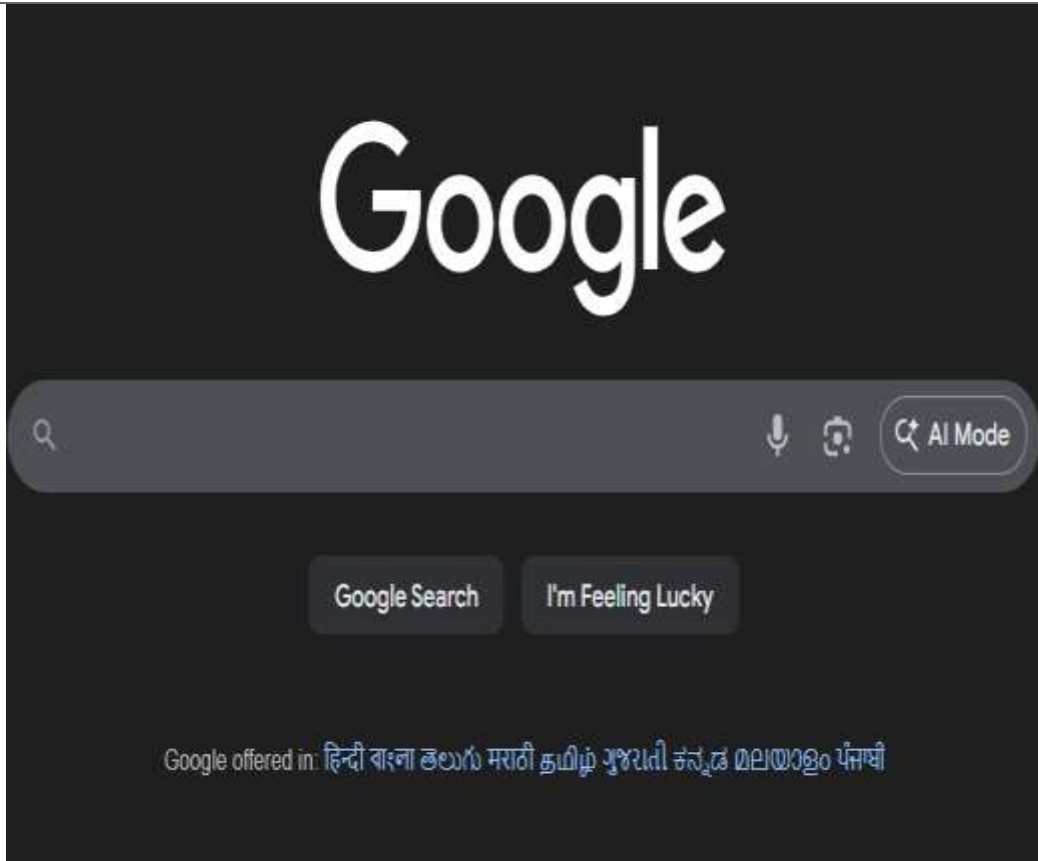 Google
AI Mode
Google Search I'm Feeling Lucky
Google offered in: हिन्दी বাংলা తెలుగు मराठी தமிழ் ગુજરાતી ಕನ್ನಡ മലയാളം ਪੰਜਾਬੀ